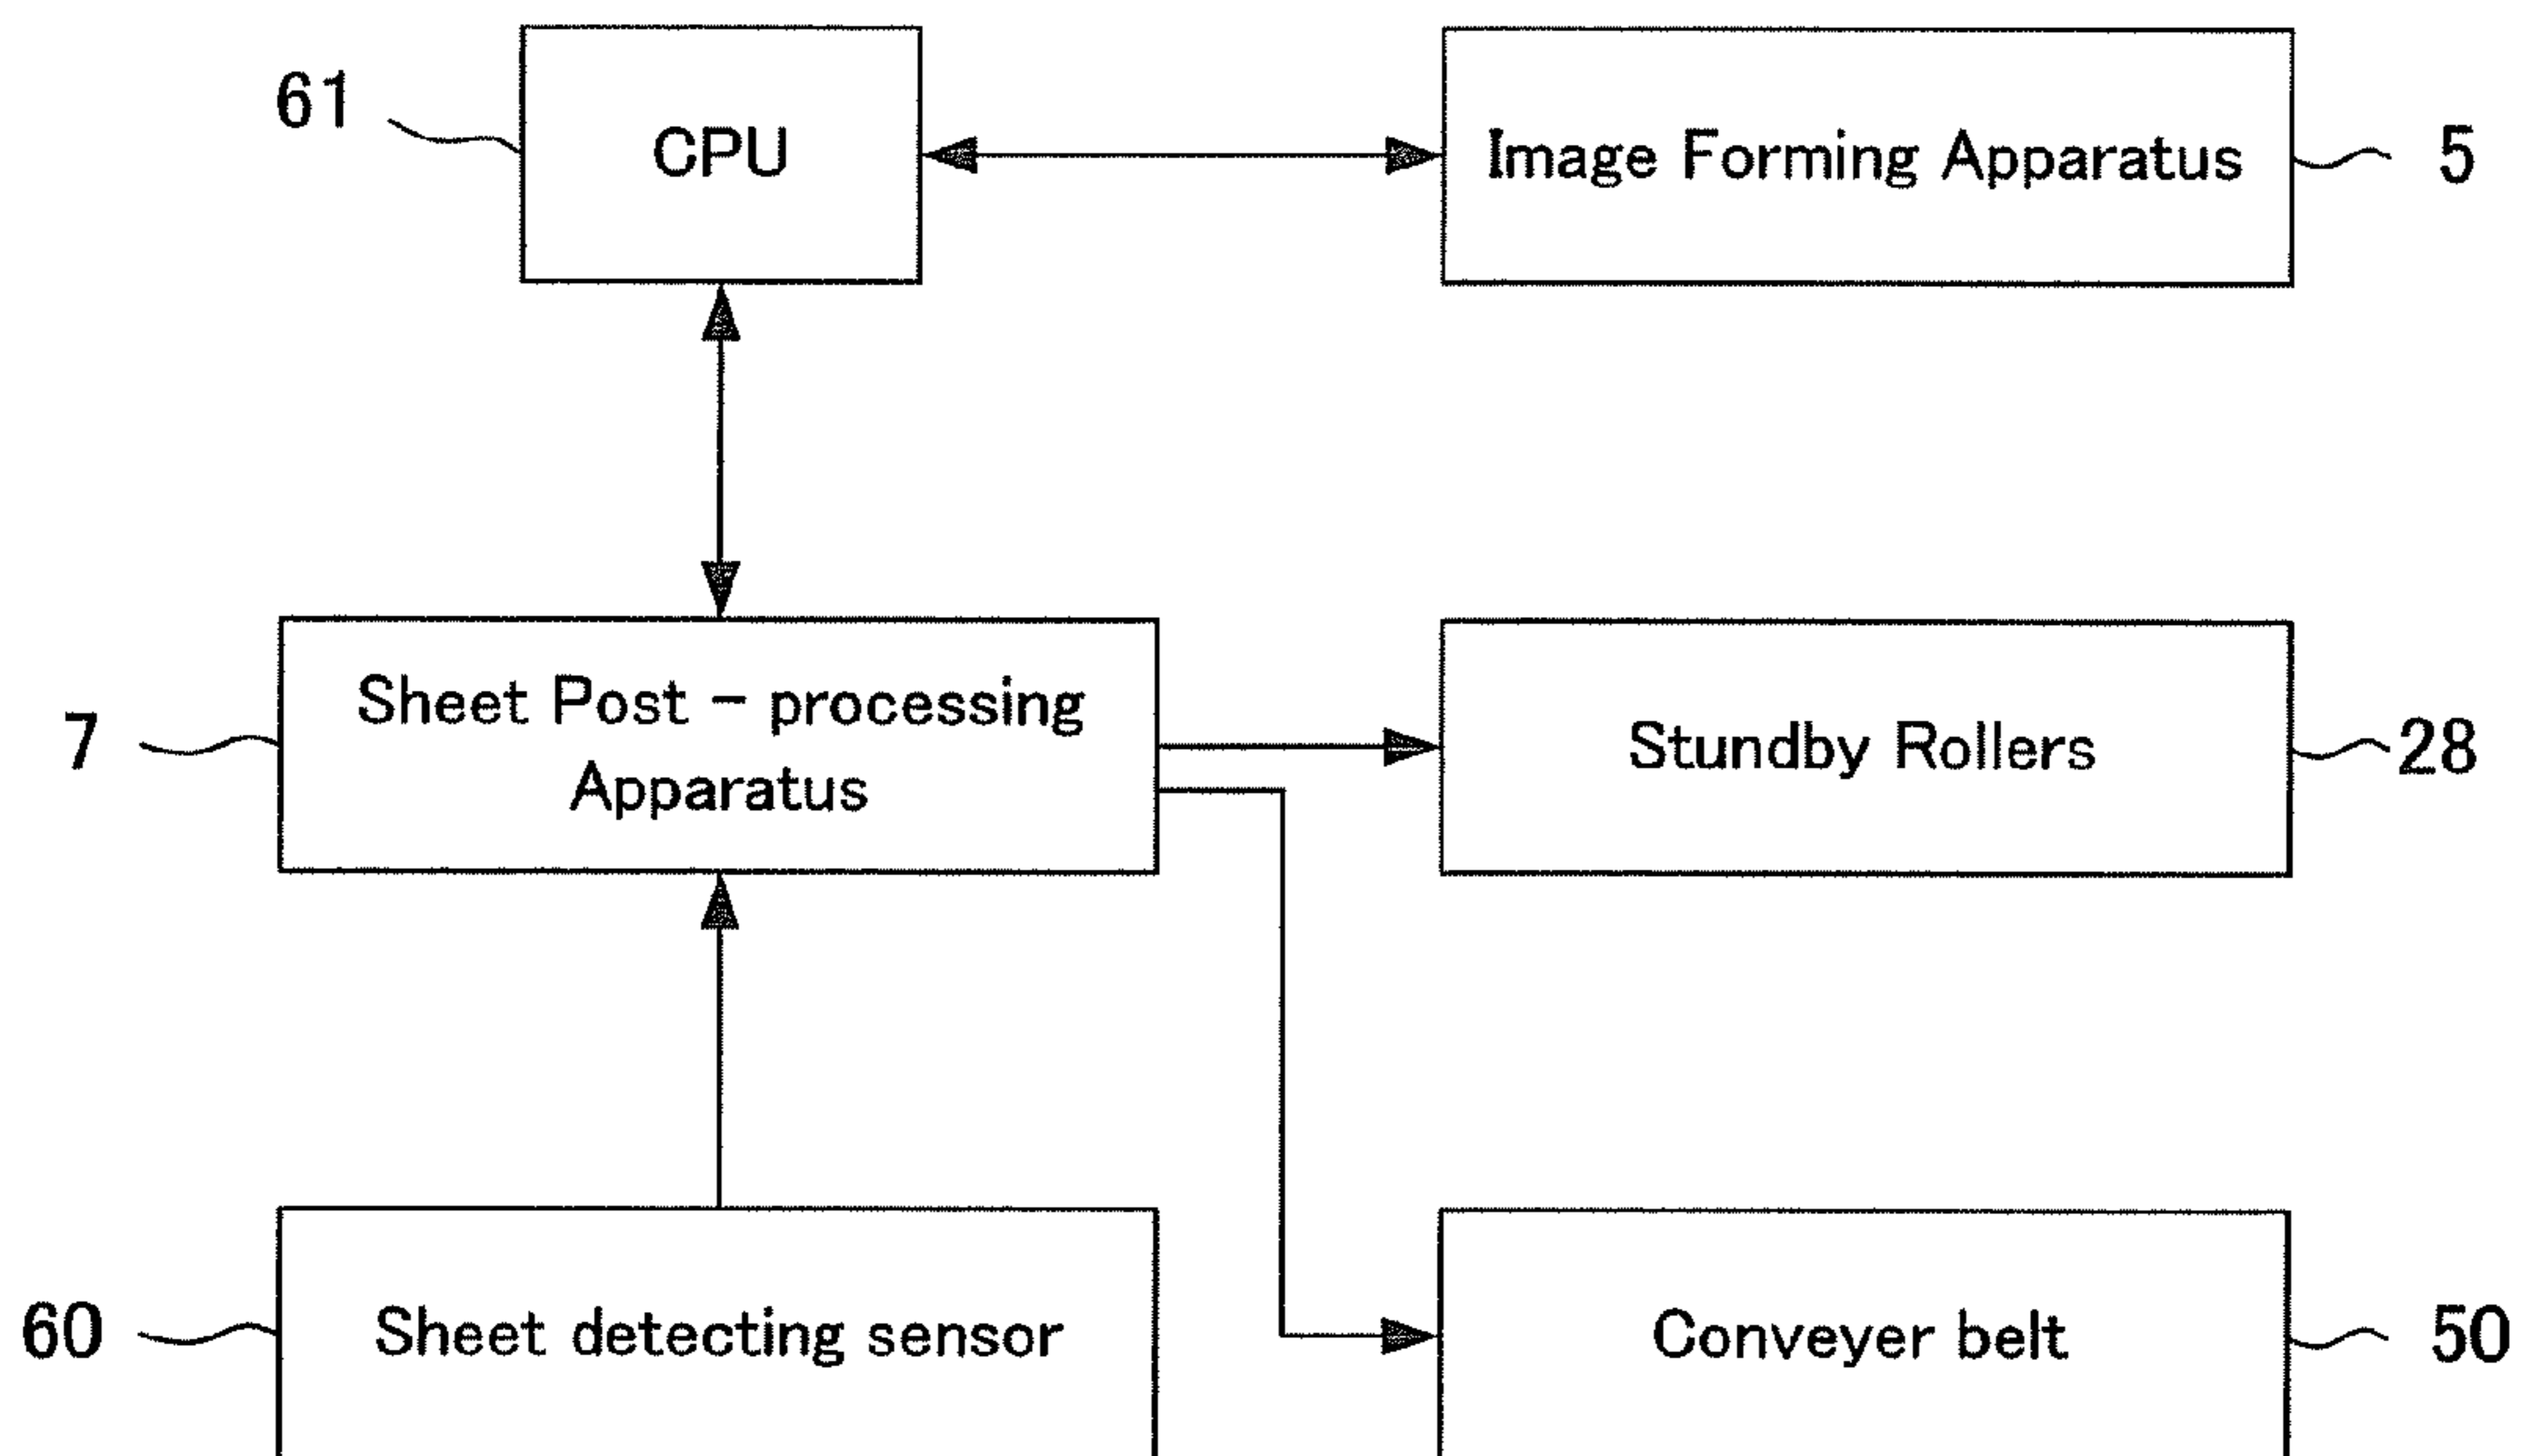 61
CPU
Image Forming Apparatus
5
7
Sheet Post - processing
Apparatus
Stundby Rollers
28
60
Sheet detecting sensor
Conveyer belt
50